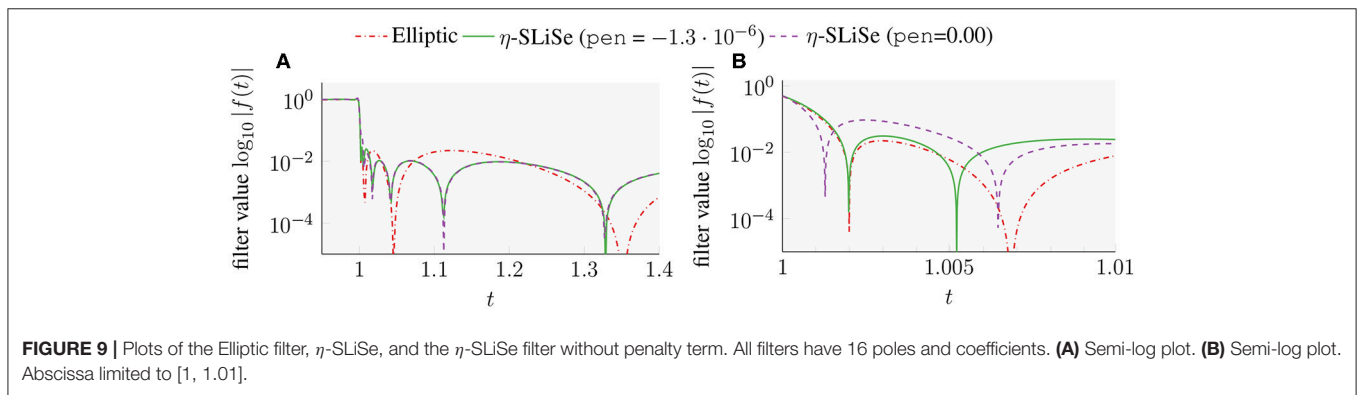 Elliptic η-SLiSe (pen = −1.3 · 10⁻⁶) η-SLiSe (pen=0.00)
A
B
filter value log₁₀ |f(t)|
10⁰
10⁻²
10⁻⁴
1 1.1 1.2 1.3 1.4
t
filter value log₁₀ |f(t)|
10⁰
10⁻²
10⁻⁴
1 1.005 1.01
t
FIGURE 9 | Plots of the Elliptic filter, η-SLiSe, and the η-SLiSe filter without penalty term. All filters have 16 poles and coefficients. (A) Semi-log plot. (B) Semi-log plot.
Abscissa limited to [1, 1.01].